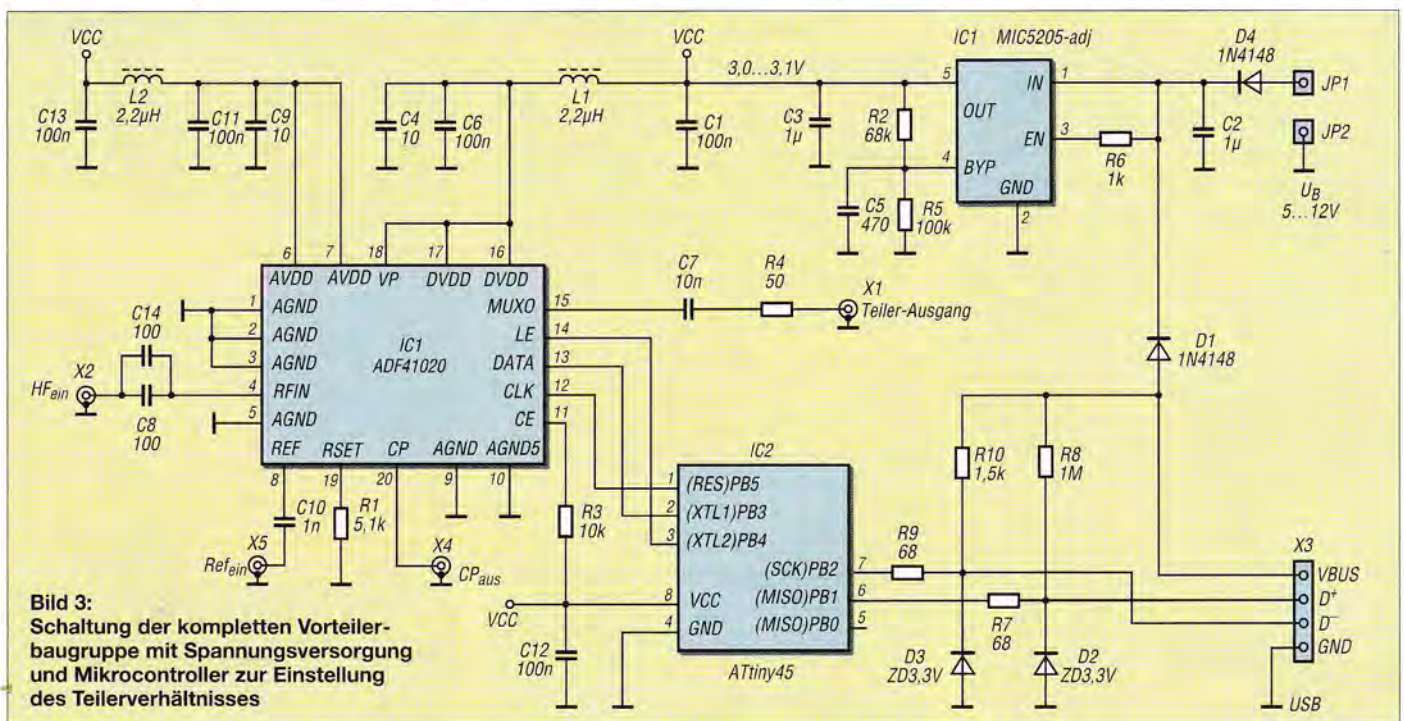 VCC
L2
2,2µH
C13
100n
C11
100n
C9
10
C4
10
C6
100n
L1
2,2µH
VCC
3,0...3,1V
C1
100n
C3
1µ
R2
68k
C5
470
R5
100k
IC1 MIC5205-adj
5
OUT
4
BYP
IN
1
EN
3
GND
2
R6
1k
D4
1N4148
C2
1µ
JP1
JP2
UB
5...12V
6
7
18
17
16
AVDD
AVDD
VP
DVDD
DVDD
1
AGND
2
AGND
3
AGND
4
RFIN
5
AGND
IC1
ADF41020
MUXO
15
LE
14
DATA
13
CLK
12
CE
11
REF
RSET
CP
AGND
AGND5
8
19
20
9
10
C14
100
X2
HFein
C8
100
C7
10n
R4
50
X1
Teiler-Ausgang
D1
1N4148
C10
1n
R1
5,1k
X5
Refein
X4
CPaus
R3
10k
VCC
C12
100n
IC2
1
(RES)PB5
2
(XTL1)PB3
3
(XTL2)PB4
(SCK)PB2
7
8
VCC
(MISO)PB1
6
4
GND
(MISO)PB0
5
ATtiny45
R9
68
R7
68
R10
1,5k
R8
1M
D3
ZD3,3V
D2
ZD3,3V
X3
VBUS
D+
D−
GND
USB
Bild 3:
Schaltung der kompletten Vorteiler-
baugruppe mit Spannungsversorgung
und Mikrocontroller zur Einstellung
des Teilerverhältnisses